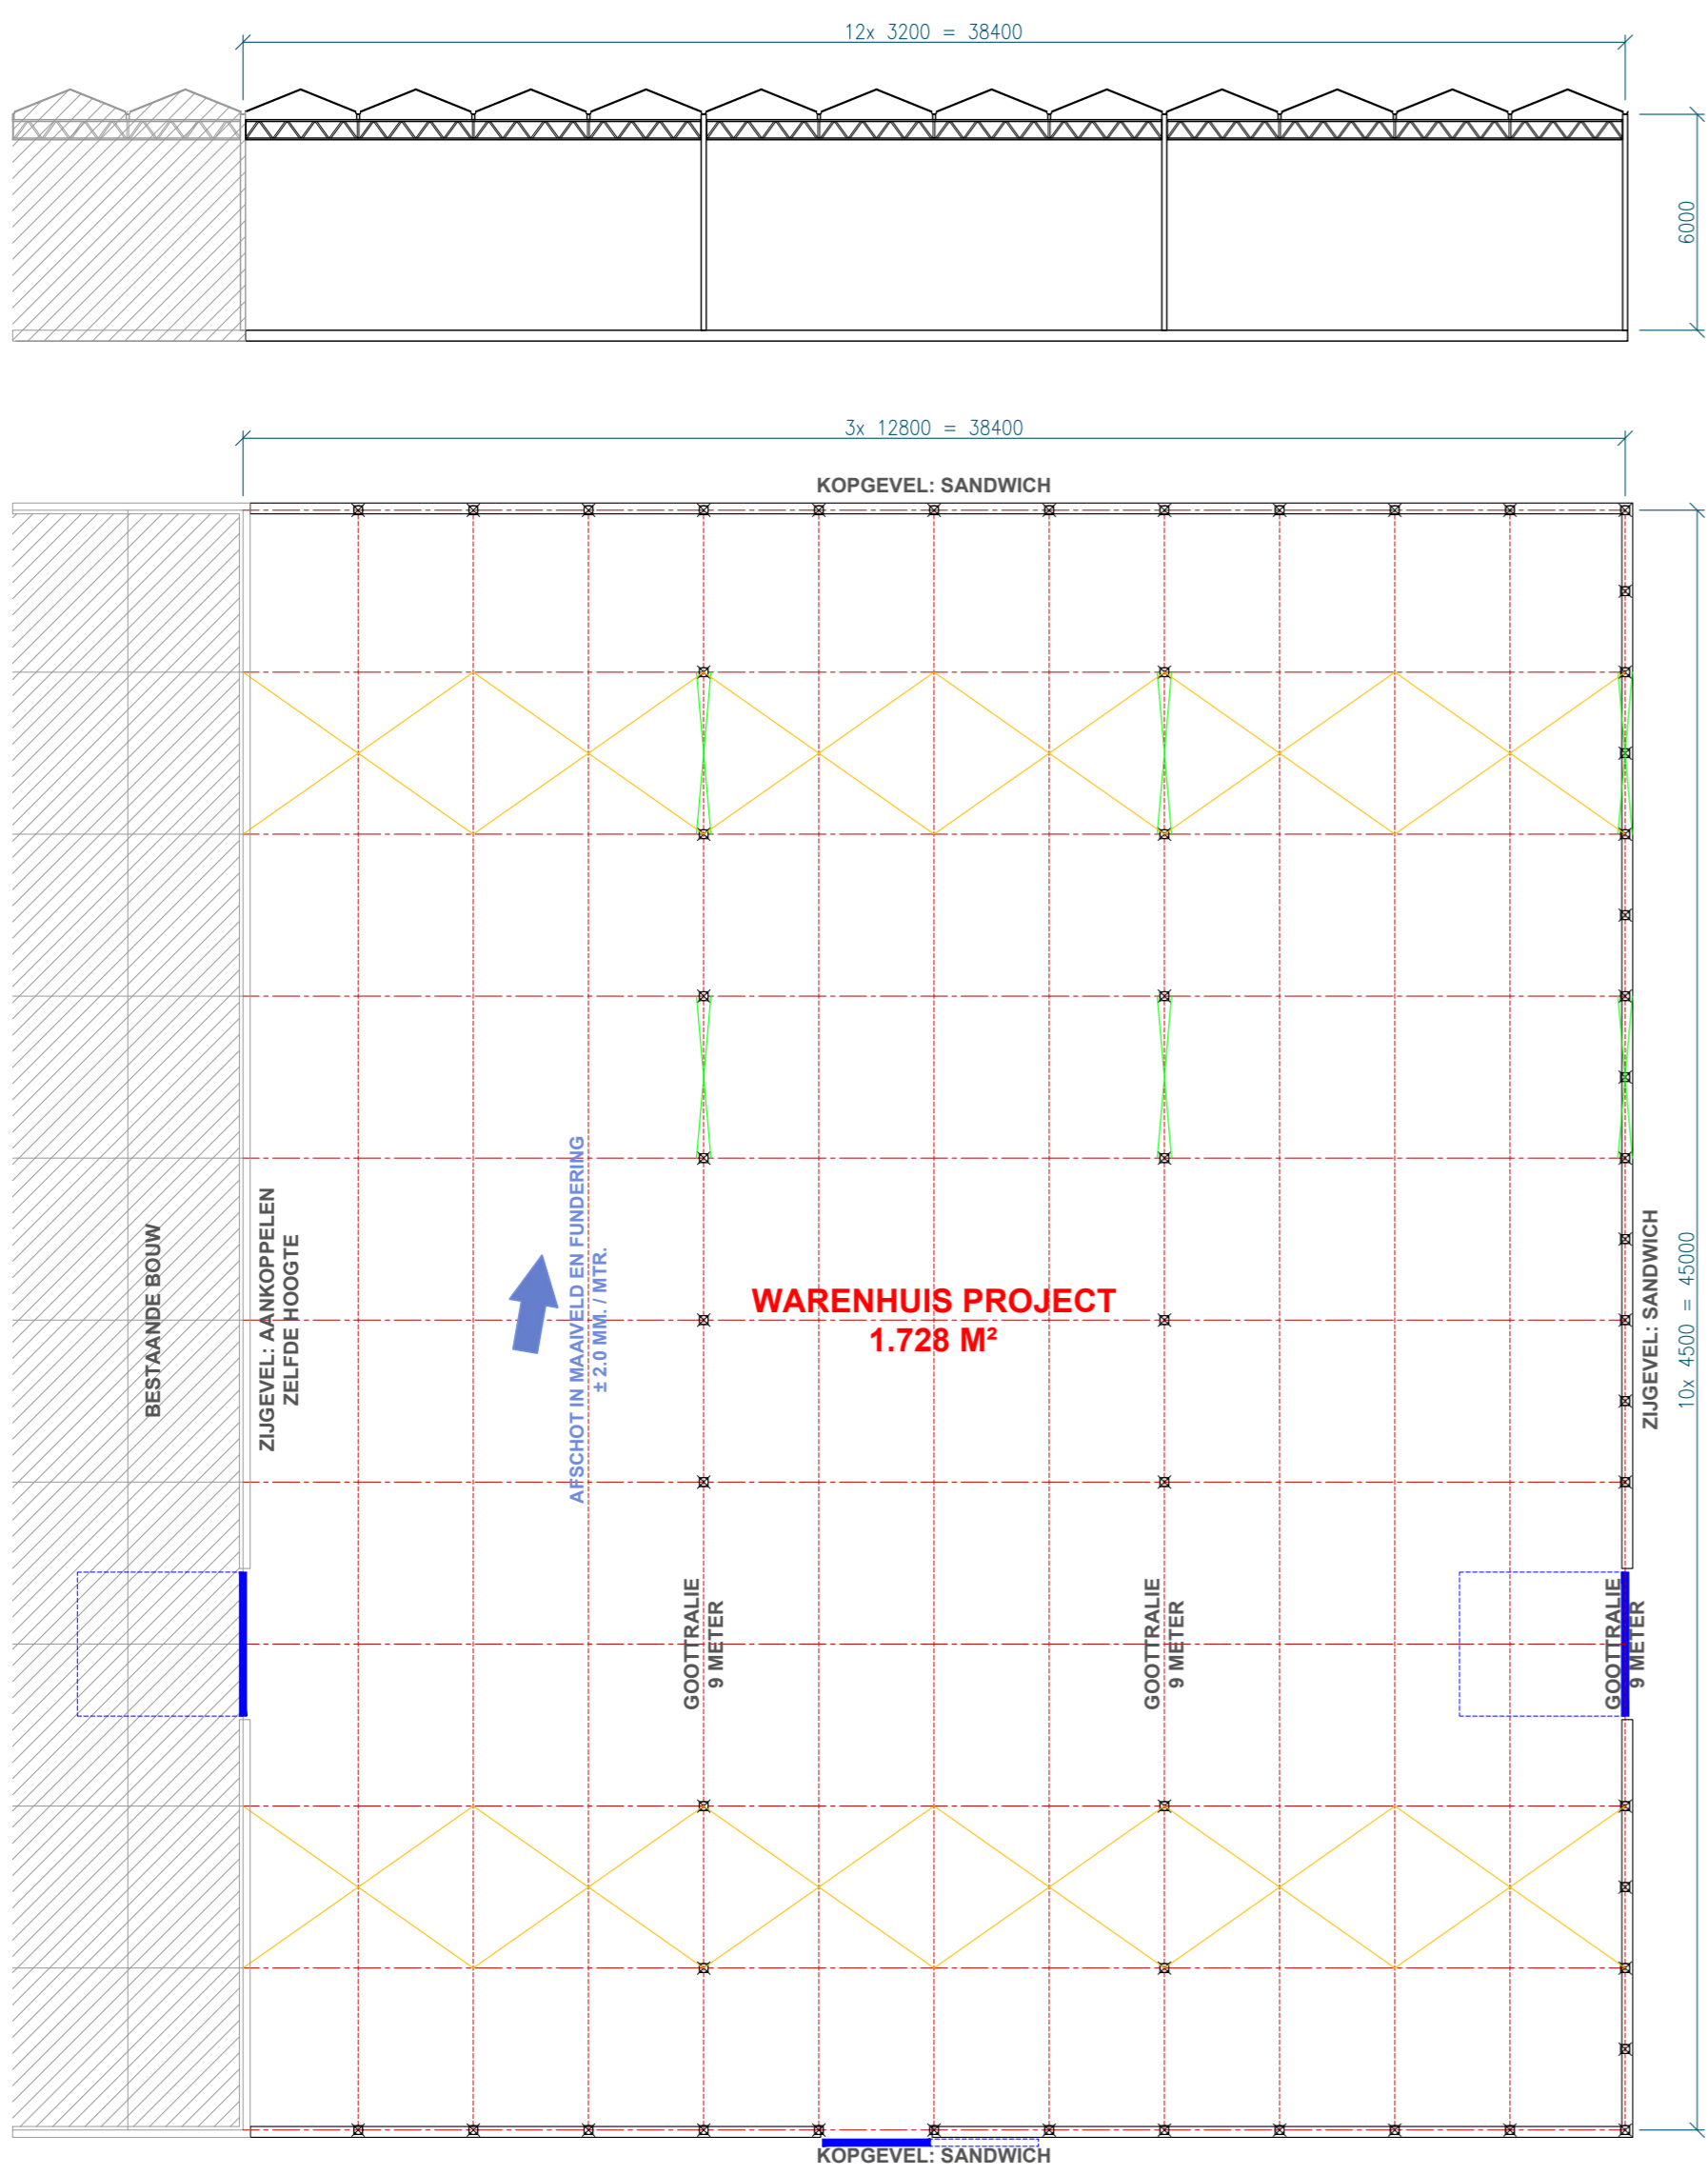 12x 3200 = 38400
6000
3x 12800 = 38400
KOPGEVEL: SANDWICH
BESTAANDE BOUW
ZIJGEVEL: AANKOPPELEN
ZELFDE HOOGTE
AFSCHOT IN MAAIVELD EN FUNDERING
± 2.0 MM. / MTR.
WARENHUIS PROJECT
1.728 M²
ZIJGEVEL: SANDWICH
10x 4500 = 45000
GOOTTRALIE
9 METER
GOOTTRALIE
9 METER
GOOTTRALIE
9 METER
KOPGEVEL: SANDWICH